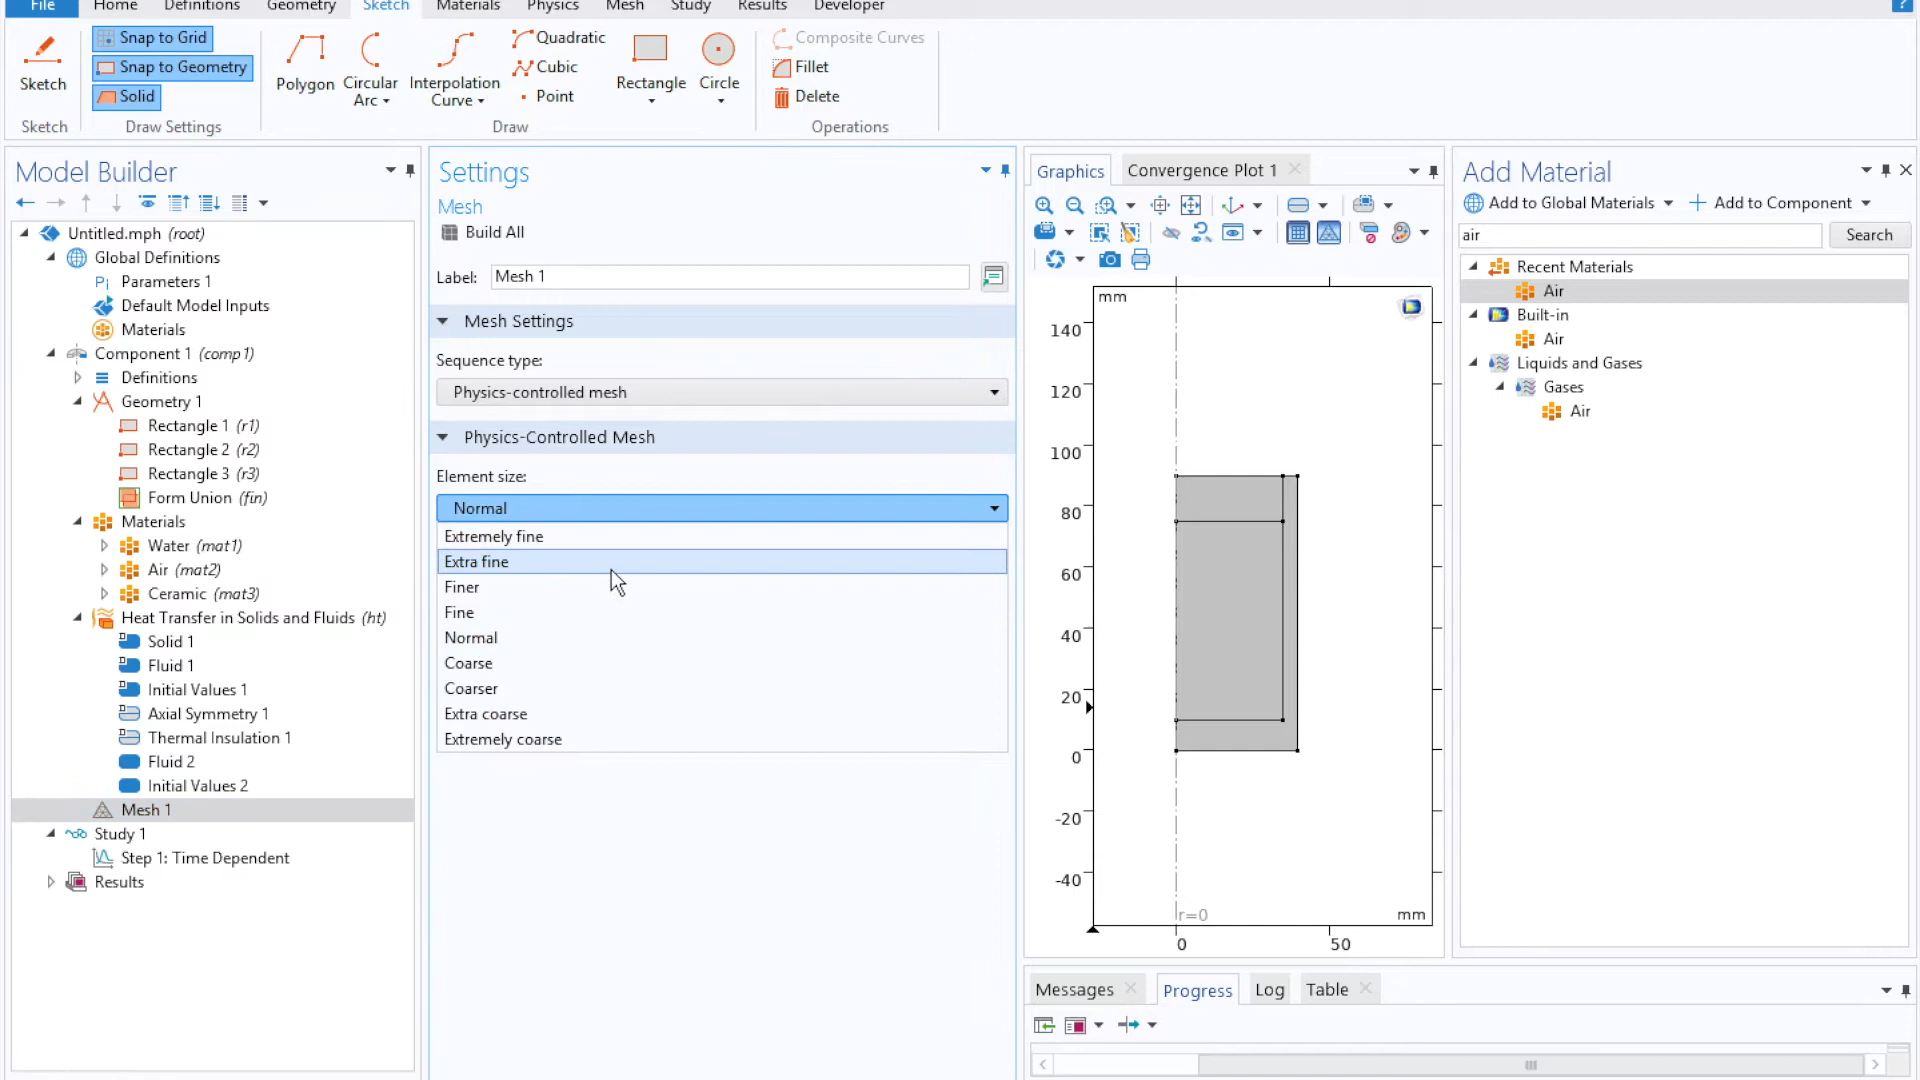 File Home Definitions Geometry Sketch Materials Physics Mesh Study Results Developer ?
Sketch
Sketch
Snap to Grid
Snap to Geometry
Solid
Draw Settings
Polygon
Circular Arc
Interpolation Curve
Quadratic
Cubic
Point
Rectangle
Circle
Draw
Composite Curves
Fillet
Delete
Operations
Model Builder
Untitled.mph (root)
Global Definitions
Pi Parameters 1
Default Model Inputs
Materials
Component 1 (comp1)
Definitions
Geometry 1
Rectangle 1 (r1)
Rectangle 2 (r2)
Rectangle 3 (r3)
Form Union (fin)
Materials
Water (mat1)
Air (mat2)
Ceramic (mat3)
Heat Transfer in Solids and Fluids (ht)
D Solid 1
D Fluid 1
D Initial Values 1
D Axial Symmetry 1
D Thermal Insulation 1
Fluid 2
Initial Values 2
Mesh 1
Study 1
Step 1: Time Dependent
Results
Settings
Mesh
Build All
Label: Mesh 1
Mesh Settings
Sequence type:
Physics-controlled mesh
Physics-Controlled Mesh
Element size:
Normal
Extremely fine
Extra fine
Finer
Fine
Normal
Coarse
Coarser
Extra coarse
Extremely coarse
Graphics Convergence Plot 1
mm
140
120
100
80
60
40
20
0
-20
-40
r=0 mm
0 50
Messages Progress Log Table
Add Material
Add to Global Materials Add to Component
air Search
Recent Materials
Air
Built-in
Air
Liquids and Gases
Gases
Air